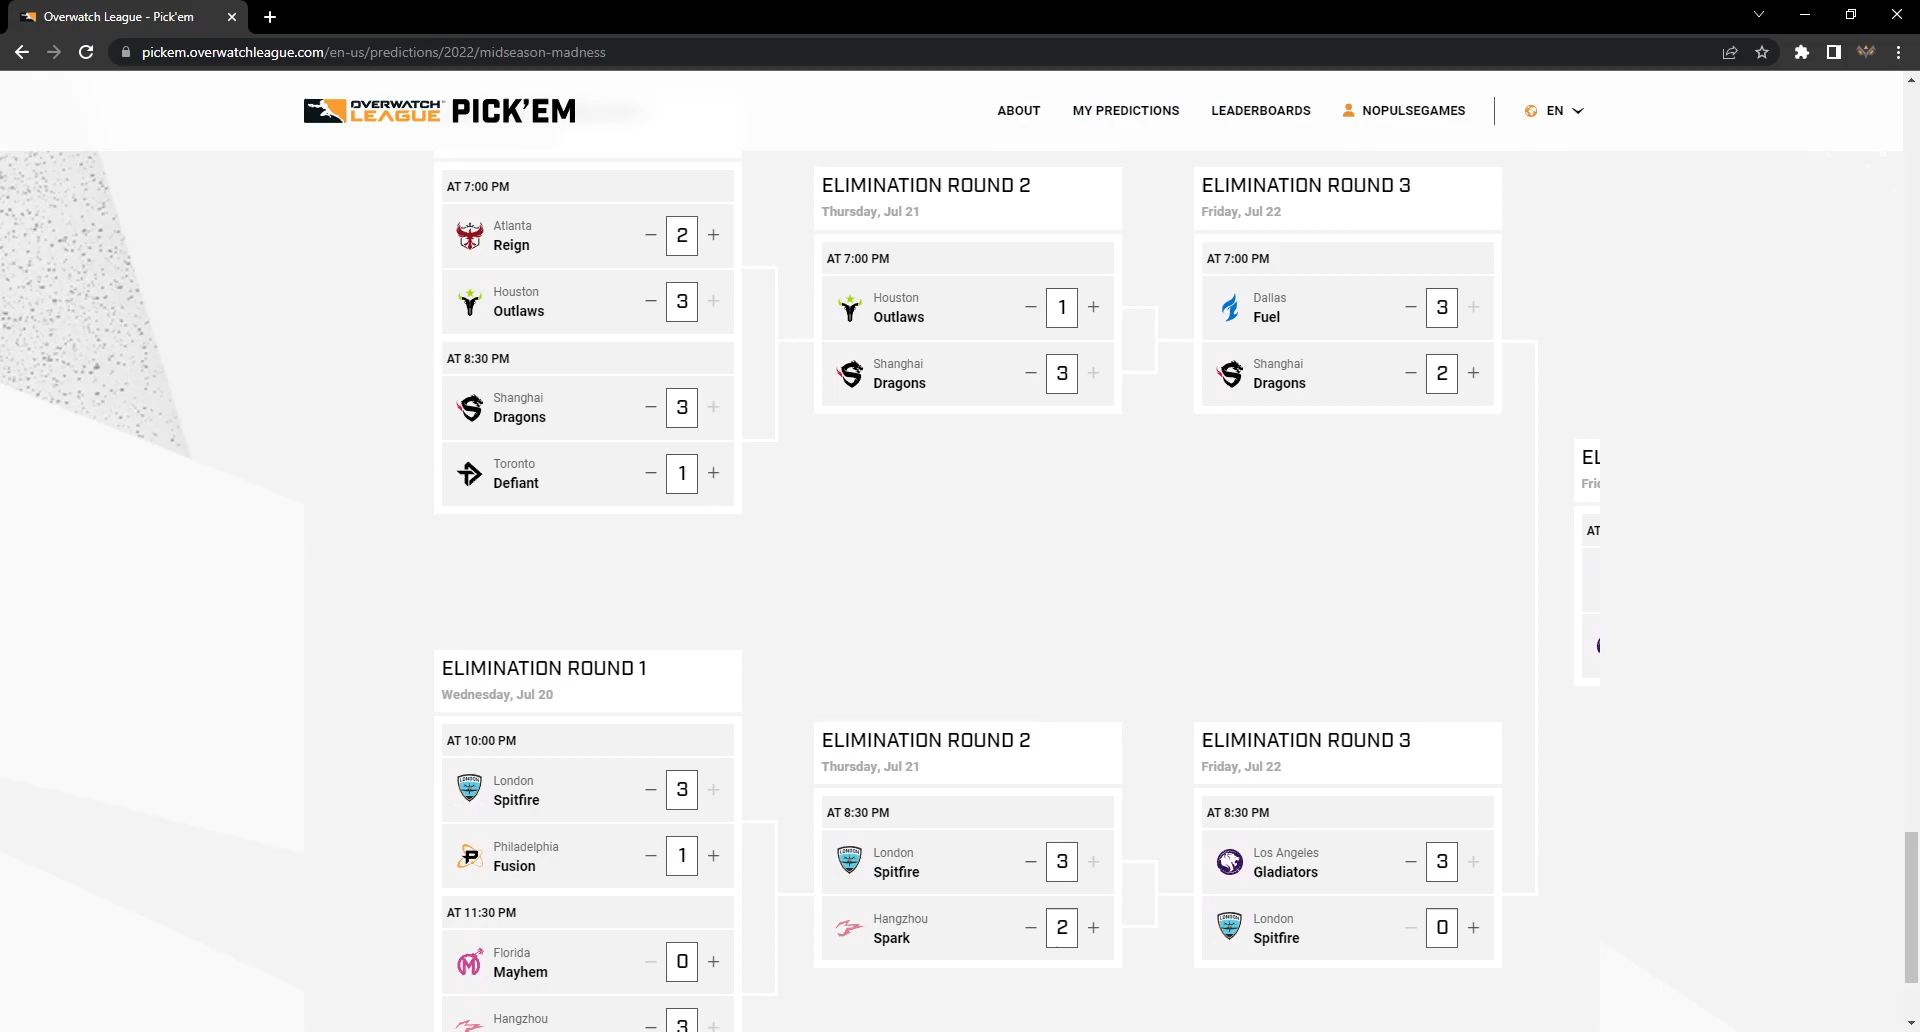 Overwatch League - Pick'em
pickem.overwatchleague.com/en-us/predictions/2022/midseason-madness
OVERWATCH LEAGUE PICK'EM
ABOUT
MY PREDICTIONS
LEADERBOARDS
NOPULSEGAMES
EN
AT 7:00 PM
Atlanta
Reign
2
Houston
Outlaws
3
AT 8:30 PM
Shanghai
Dragons
3
Toronto
Defiant
1
ELIMINATION ROUND 2
Thursday, Jul 21
AT 7:00 PM
Houston
Outlaws
1
Shanghai
Dragons
3
ELIMINATION ROUND 3
Friday, Jul 22
AT 7:00 PM
Dallas
Fuel
3
Shanghai
Dragons
2
EL
Fri
AT
ELIMINATION ROUND 1
Wednesday, Jul 20
AT 10:00 PM
London
Spitfire
3
Philadelphia
Fusion
1
AT 11:30 PM
Florida
Mayhem
0
Hangzhou
3
ELIMINATION ROUND 2
Thursday, Jul 21
AT 8:30 PM
London
Spitfire
3
Hangzhou
Spark
2
ELIMINATION ROUND 3
Friday, Jul 22
AT 8:30 PM
Los Angeles
Gladiators
3
London
Spitfire
0